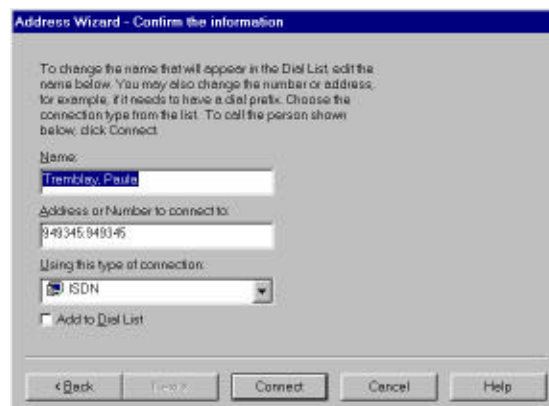 Address Wizard - Confirm the information
To change the name that will appear in the Dial List, edit the
name below. You may also change the number or address,
for example, if it needs to have a dial prefix. Choose the
connection type from the list. To call the person shown
below, click Connect.
Name:
Tremblay, Paula
Address or Number to connect to:
949345:949345
Using this type of connection:
ISDN
Add to Dial List
< Back
Next >
Connect
Cancel
Help